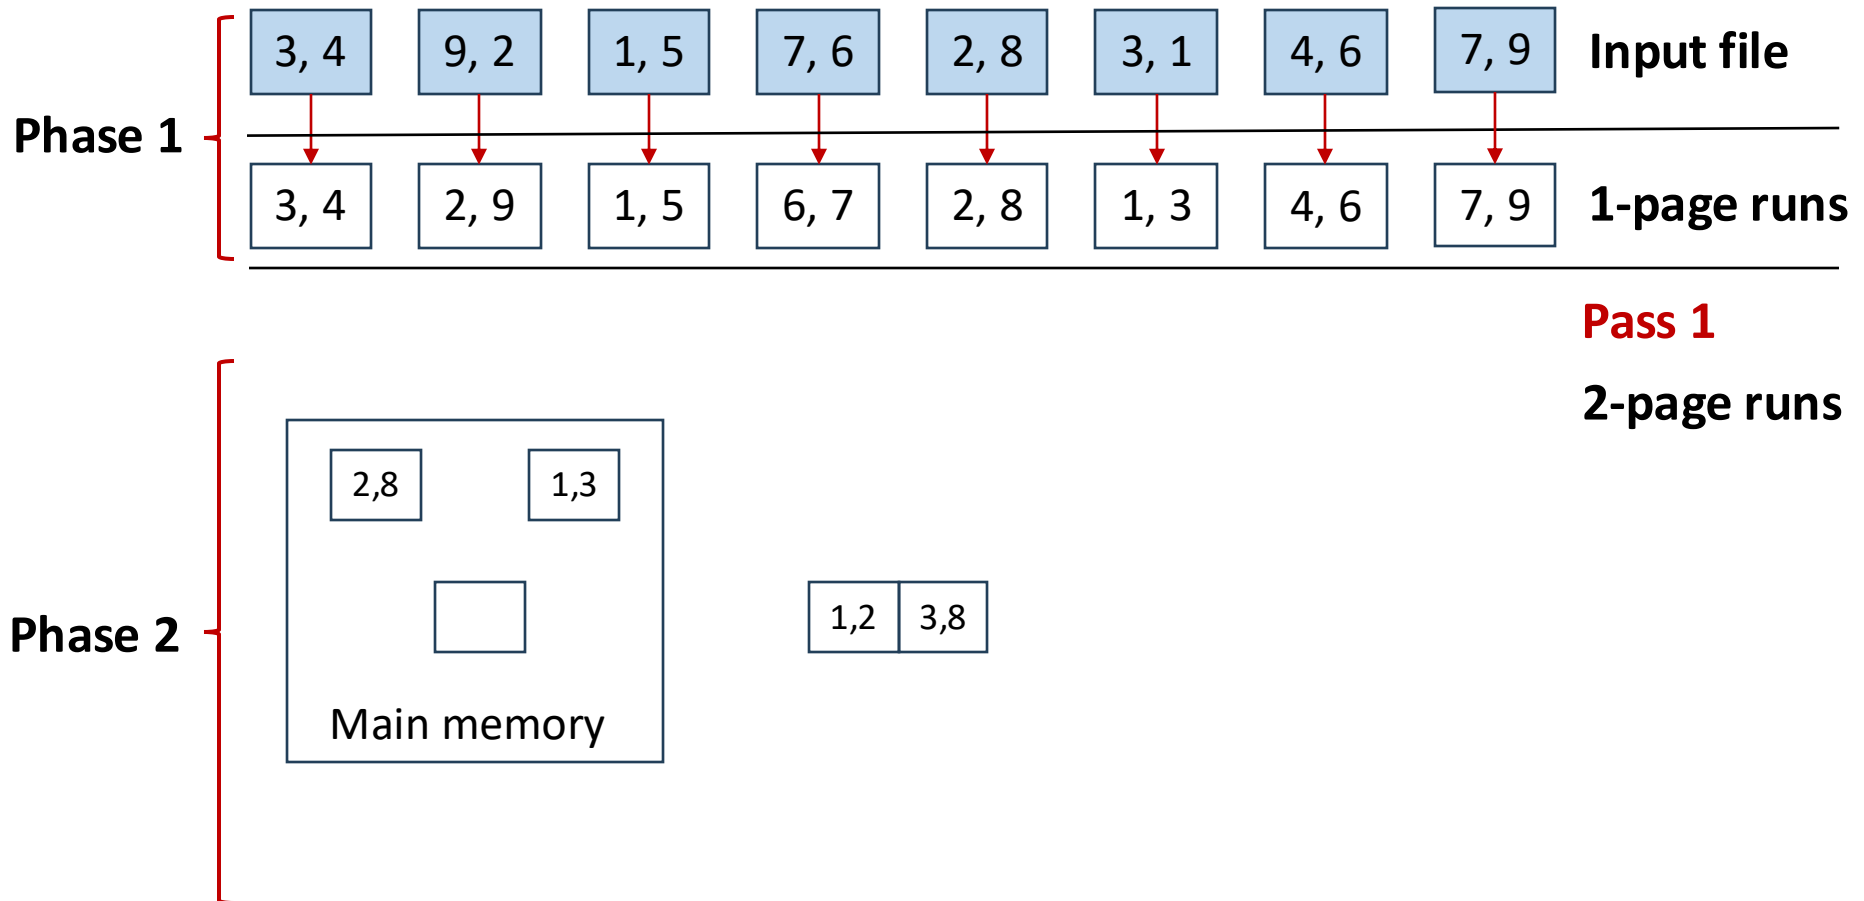 3, 4 9, 2 1, 5 7, 6 2, 8 3, 1 4, 6 7, 9 Input file
Phase 1
3, 4 2, 9 1, 5 6, 7 2, 8 1, 3 4, 6 7, 9 1-page runs
Pass 1
2-page runs
2,8 1,3
Phase 2
1,2 3,8
Main memory